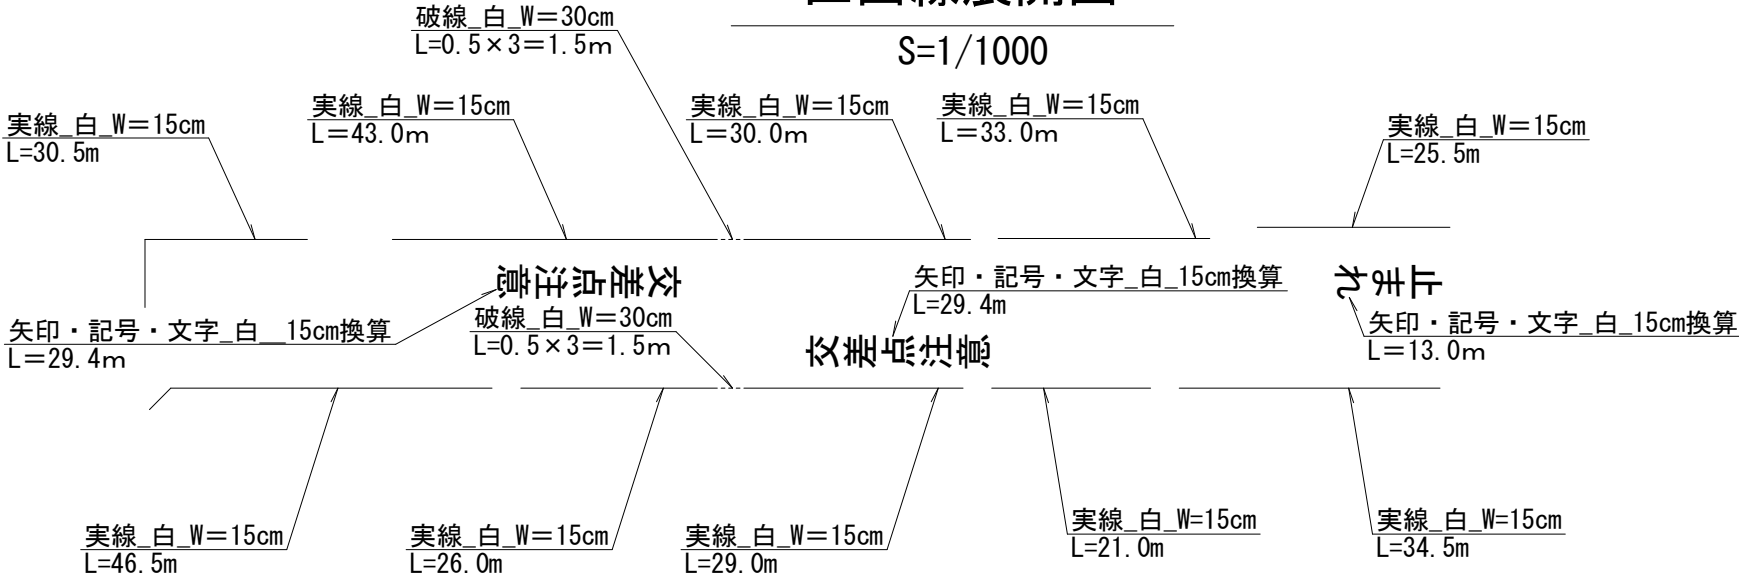 破線_白_W＝30cm
L=0.5×3＝1.5m
S=1/1000
実線_白_W＝15cm
L=30.5m
実線_白_W＝15cm
L＝43.0m
実線_白_W＝15cm
L＝30.0m
実線_白_W＝15cm
L＝33.0m
実線_白_W＝15cm
L=25.5m
交差点注意
矢印・記号・文字_白_15cm換算
L=29.4m
止まれ
矢印・記号・文字_白__15cm換算
L＝29.4m
破線_白_W＝30cm
L=0.5×3＝1.5m
交差点注意
矢印・記号・文字_白_15cm換算
L＝13.0m
実線_白_W＝15cm
L=46.5m
実線_白_W＝15cm
L=26.0m
実線_白_W＝15cm
L=29.0m
実線_白_W=15cm
L=21.0m
実線_白_W=15cm
L=34.5m